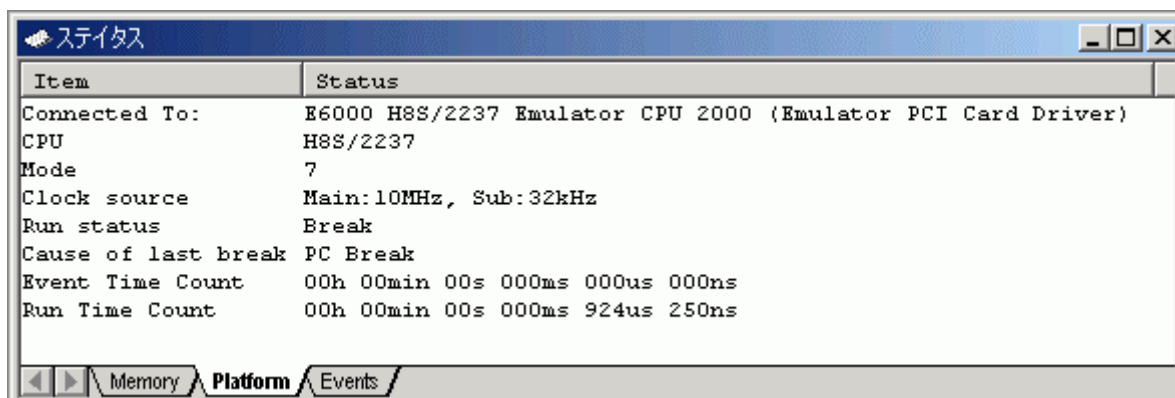 ステイタス
Item Status
Connected To: E6000 H8S/2237 Emulator CPU 2000 (Emulator PCI Card Driver)
CPU H8S/2237
Mode 7
Clock source Main:10MHz, Sub:32kHz
Run status Break
Cause of last break PC Break
Event Time Count 00h 00min 00s 000ms 000us 000ns
Run Time Count 00h 00min 00s 000ms 924us 250ns
Memory Platform Events